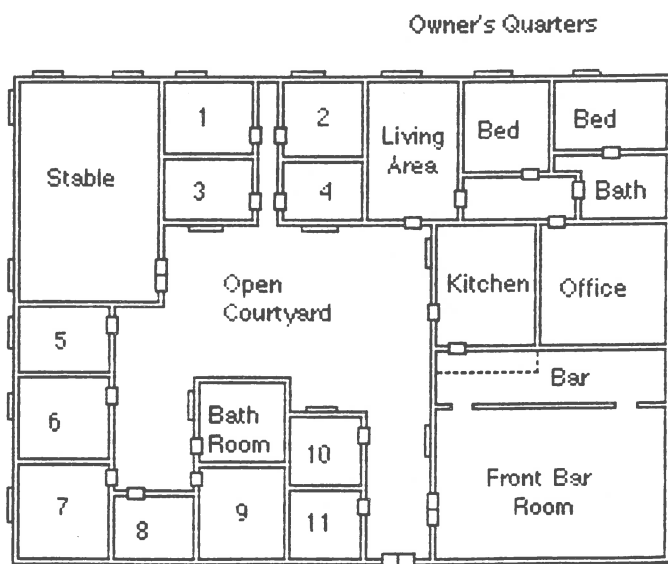 Owner's Quarters
1
2
Living
Area
Bed
Bed
Stable
3
4
Bath
Open
Courtyard
Kitchen
Office
5
Bar
6
Bath
Room
10
Front Bar
Room
7
8
9
11